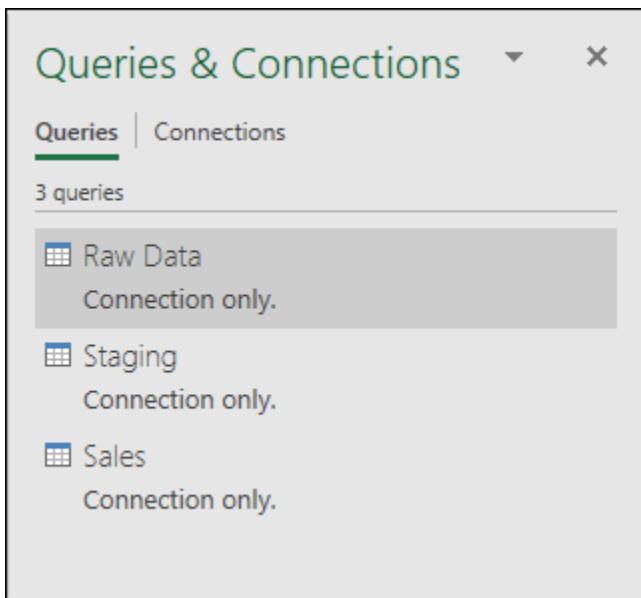 Queries & Connections
Queries Connections
3 queries
Raw Data
Connection only.
Staging
Connection only.
Sales
Connection only.